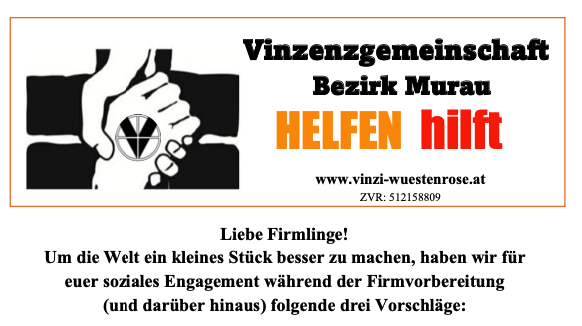 Vinzenzgemeinschaft
Bezirk Murau
HELFEN hilft
www.vinzi-wuestenrose.at
ZVR: 512158809
V
Liebe Firmlinge!
Um die Welt ein kleines Stück besser zu machen, haben wir für
euer soziales Engagement während der Firmvorbereitung
(und darüber hinaus) folgende drei Vorschläge: